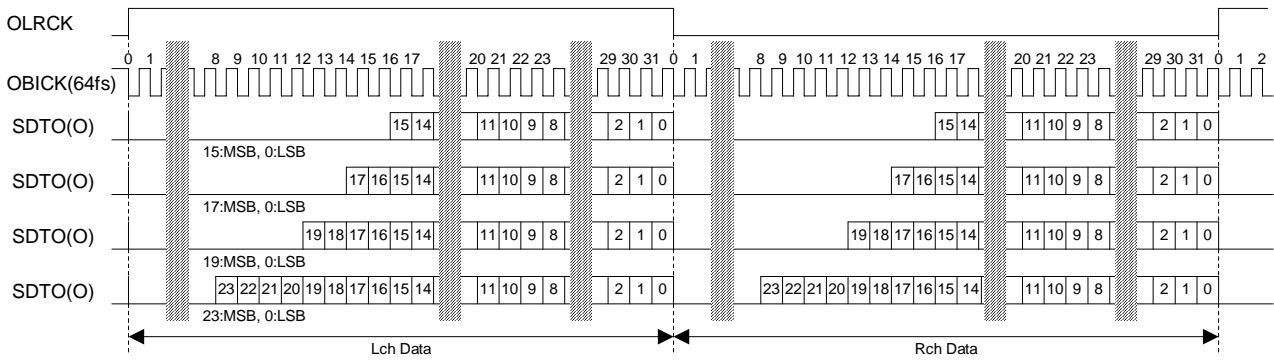 OLRCK
0 1 8 9 10 11 12 13 14 15 16 17 20 21 22 23 29 30 31 0 1 8 9 10 11 12 13 14 15 16 17 20 21 22 23 29 30 31 0 1 2
OBICK(64fs)
SDTO(O) 15 14 11 10 9 8 2 1 0 15 14 11 10 9 8 2 1 0
15:MSB, 0:LSB
SDTO(O) 17 16 15 14 11 10 9 8 2 1 0 17 16 15 14 11 10 9 8 2 1 0
17:MSB, 0:LSB
SDTO(O) 19 18 17 16 15 14 11 10 9 8 2 1 0 19 18 17 16 15 14 11 10 9 8 2 1 0
19:MSB, 0:LSB
SDTO(O) 23 22 21 20 19 18 17 16 15 14 11 10 9 8 2 1 0 23 22 21 20 19 18 17 16 15 14 11 10 9 8 2 1 0
23:MSB, 0:LSB
Lch Data Rch Data